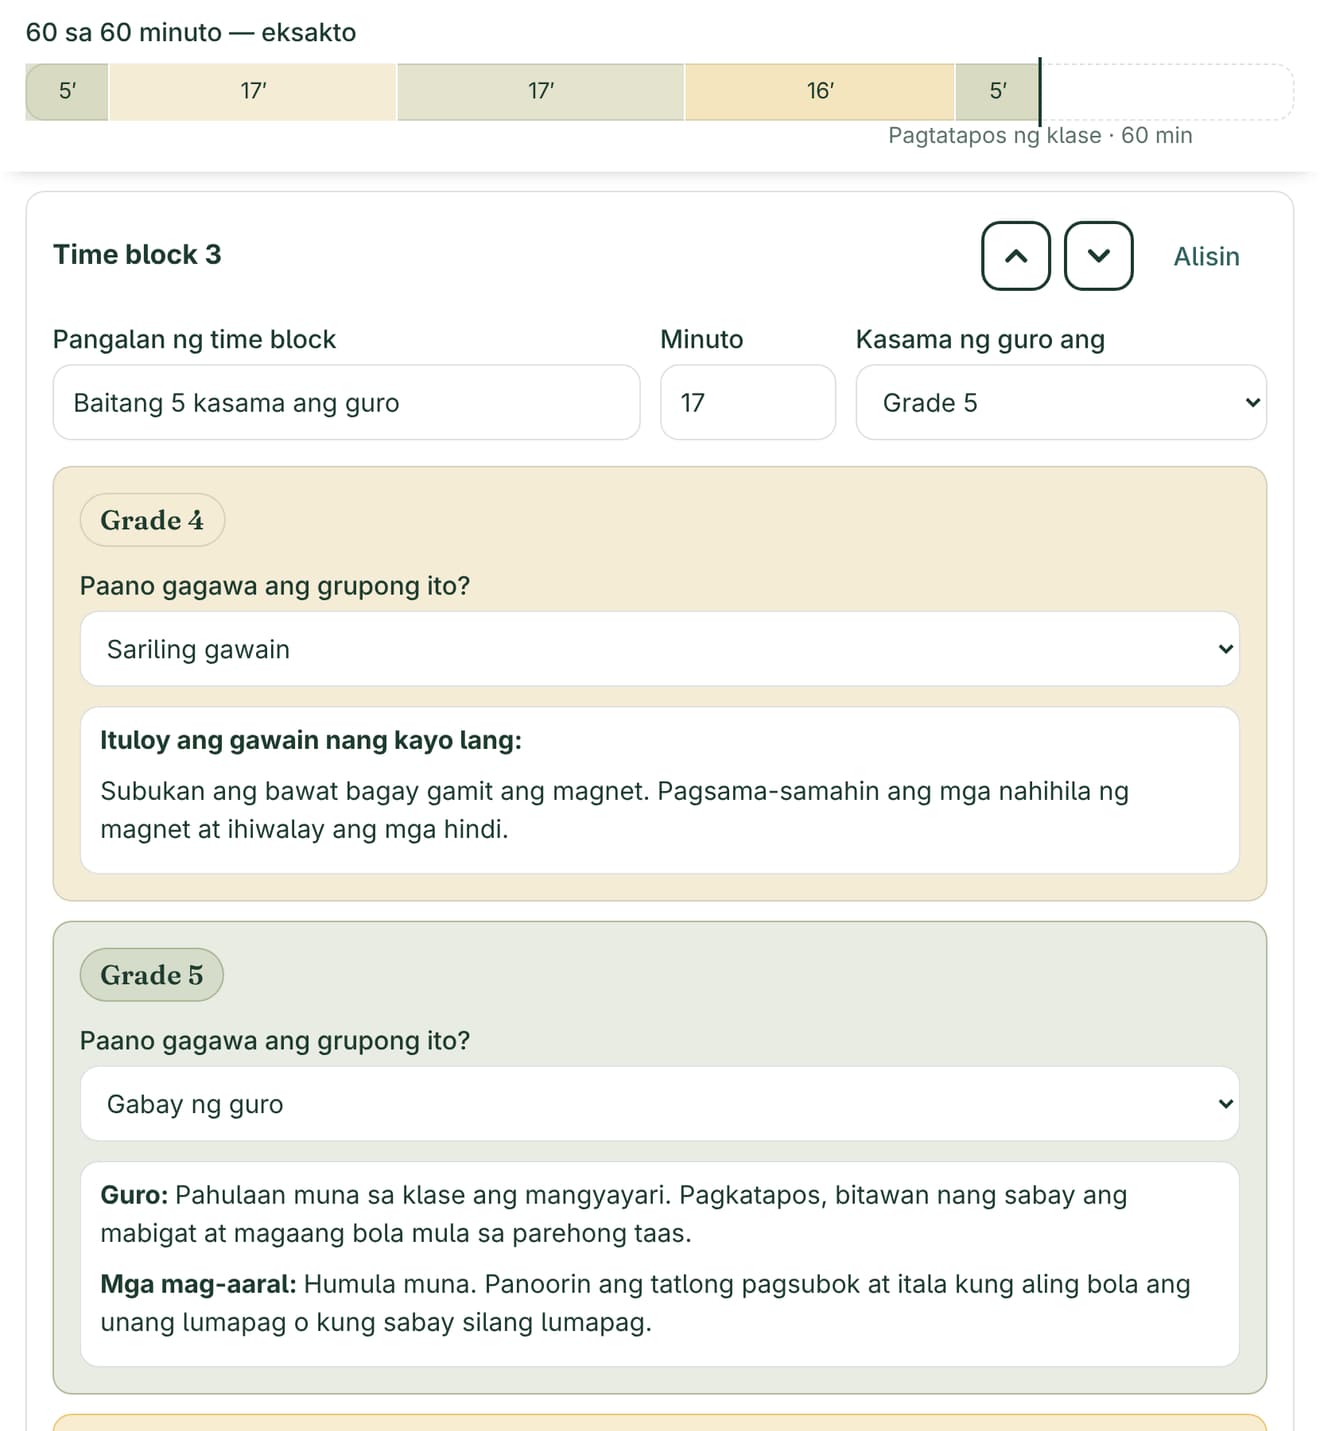 60 sa 60 minuto — eksakto
5′ 17′ 17′ 16′ 5′
Pagtatapos ng klase · 60 min
Time block 3
Alisin
Pangalan ng time block Minuto Kasama ng guro ang
Baitang 5 kasama ang guro 17 Grade 5
Grade 4
Paano gagawa ang grupong ito?
Sariling gawain
Ituloy ang gawain nang kayo lang:
Subukan ang bawat bagay gamit ang magnet. Pagsama-samahin ang mga nahihila ng
magnet at ihiwalay ang mga hindi.
Grade 5
Paano gagawa ang grupong ito?
Gabay ng guro
Guro: Pahulaan muna sa klase ang mangyayari. Pagkatapos, bitawan nang sabay ang
mabigat at magaang bola mula sa parehong taas.
Mga mag-aaral: Humula muna. Panoorin ang tatlong pagsubok at itala kung aling bola ang
unang lumapag o kung sabay silang lumapag.